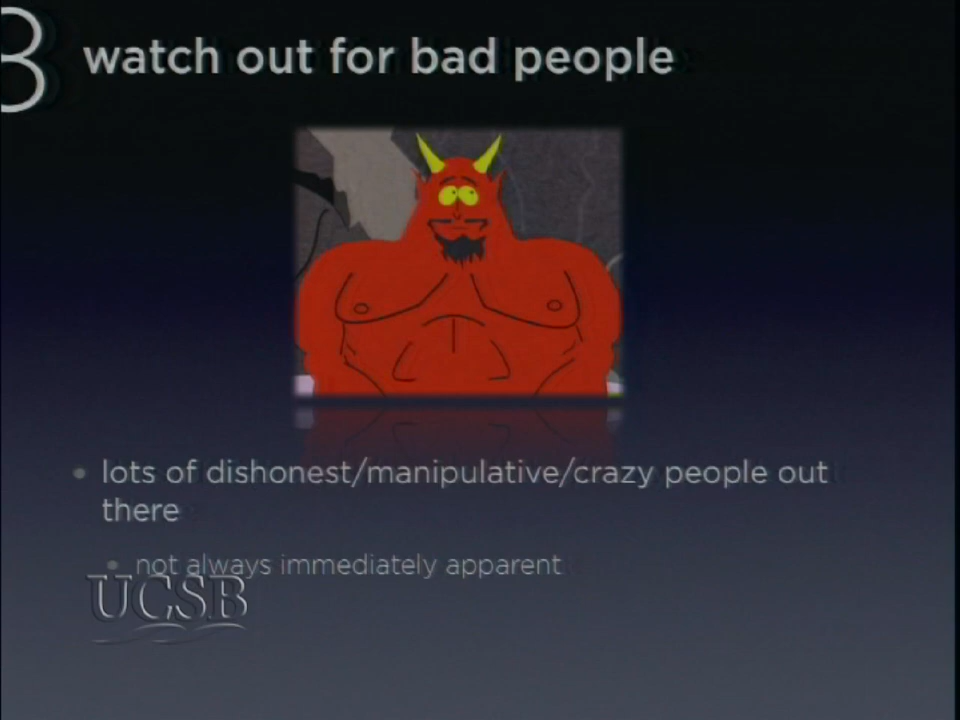 3 watch out for bad people
• lots of dishonest/manipulative/crazy people out
there
• not always immediately apparent
UCSB